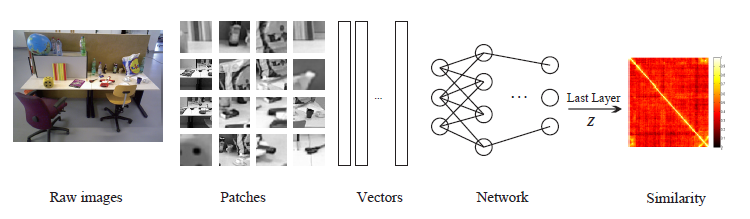 ...
...
Last Layer
Z
Raw images
Patches
Vectors
Network
Similarity